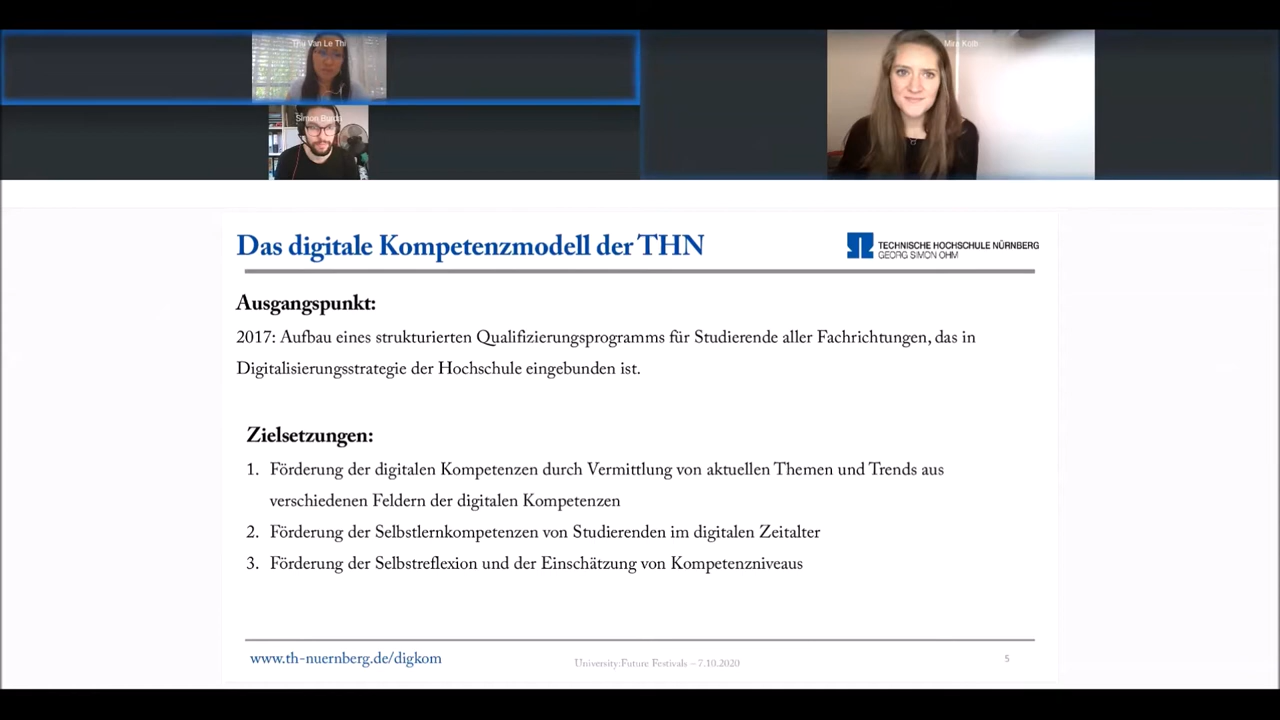 Thi Van Le Thi
Simon
Das digitale Kompetenzmodell der THN
TECHNISCHE HOCHSCHULE NÜRNBERG
GEORG SIMON OHM
Ausgangspunkt:
2017: Aufbau eines strukturierten Qualifizierungsprogramms für Studierende aller Fachrichtungen, das in
Digitalisierungsstrategie der Hochschule eingebunden ist.
Zielsetzungen:
1. Förderung der digitalen Kompetenzen durch Vermittlung von aktuellen Themen und Trends aus
verschiedenen Feldern der digitalen Kompetenzen
2. Förderung der Selbstlernkompetenzen von Studierenden im digitalen Zeitalter
3. Förderung der Selbstreflexion und der Einschätzung von Kompetenzniveaus
www.th-nuernberg.de/digkom
University:Future Festivals – 7.10.2020
5